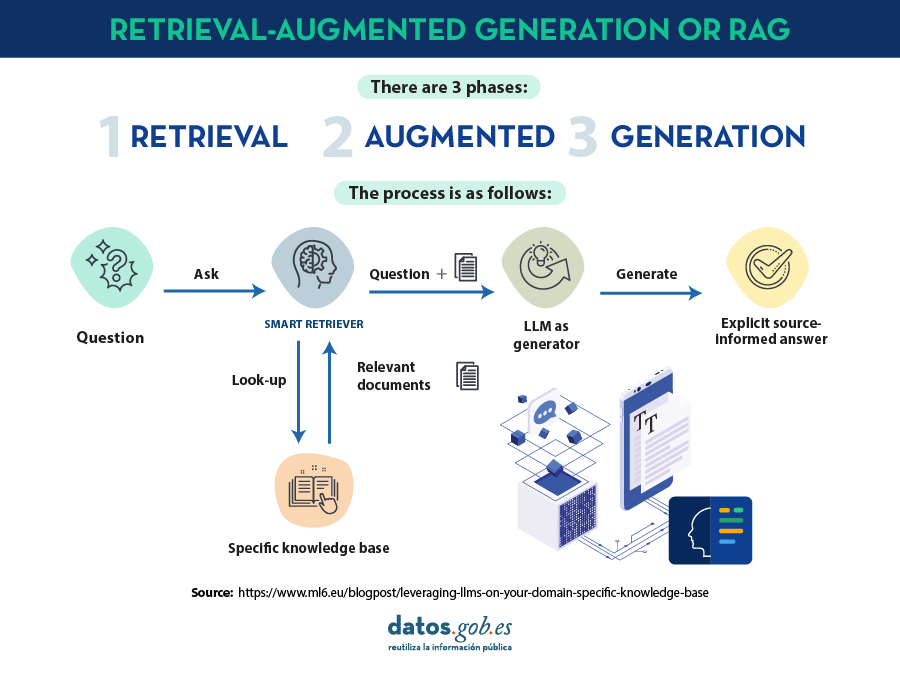 RETRIEVAL-AUGMENTED GENERATION OR RAG
There are 3 phases:
1 RETRIEVAL 2 AUGMENTED 3 GENERATION
The process is as follows:
Ask
Question +
Generate
Question
SMART RETRIEVER
LLM as
generator
Explicit source-
informed answer
Look-up
Relevant
documents
TT
Specific knowledge base
Source: https://www.ml6.eu/blogpost/leveraging-llms-on-your-domain-specific-knowledge-base
datos.gob.es
reutiliza la información pública